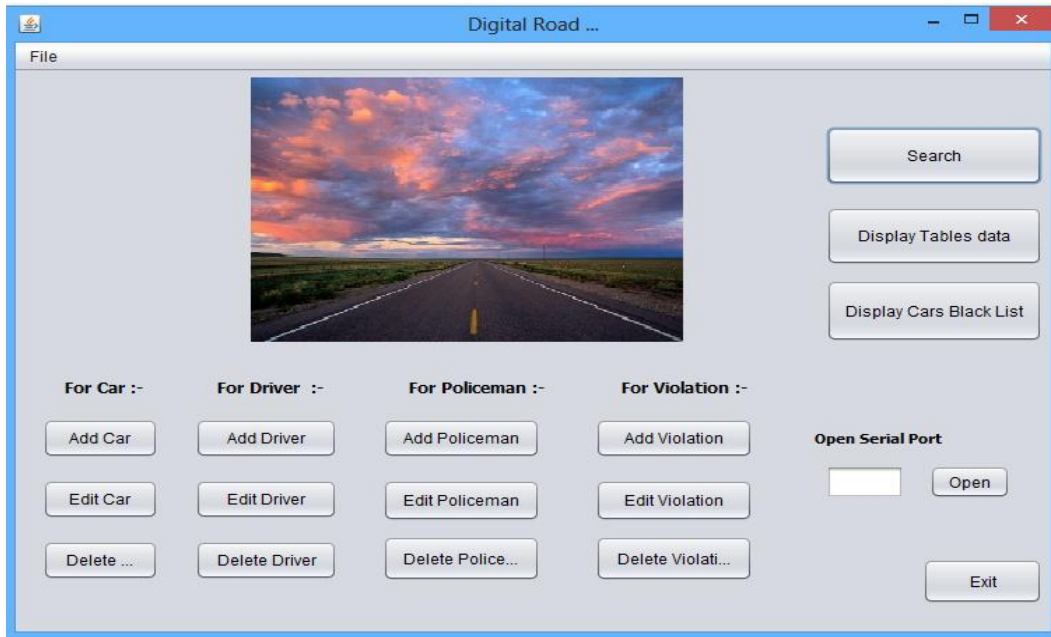 Digital Road ...
File
Search
Display Tables data
Display Cars Black List
For Car :-
For Driver :-
For Policeman :-
For Violation :-
Add Car
Add Driver
Add Policeman
Add Violation
Open Serial Port
Edit Car
Edit Driver
Edit Policeman
Edit Violation
Open
Delete ...
Delete Driver
Delete Police...
Delete Violati...
Exit